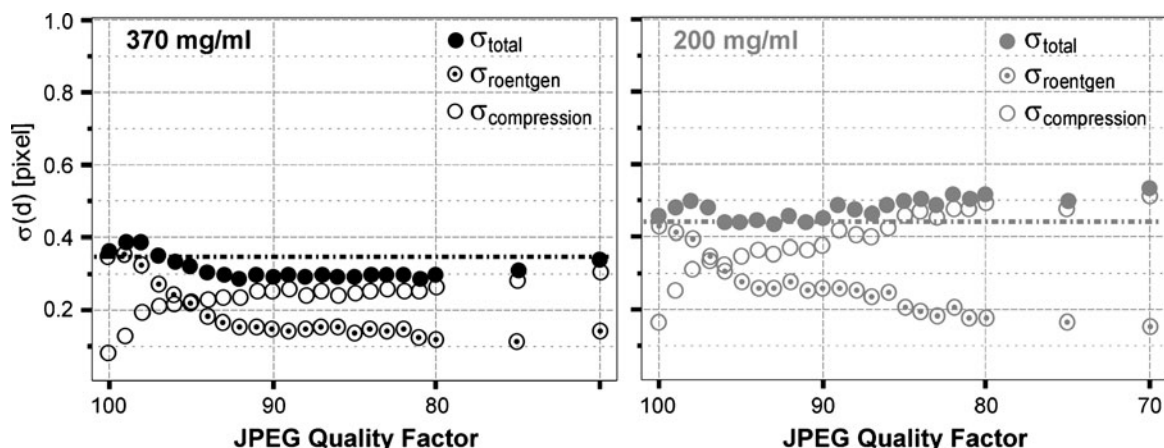 370 mg/ml
σtotal
σroentgen
σcompression
σ(d) [pixel]
1.0
0.8
0.6
0.4
0.2
100
90
80
JPEG Quality Factor
200 mg/ml
σtotal
σroentgen
σcompression
100
90
80
70
JPEG Quality Factor